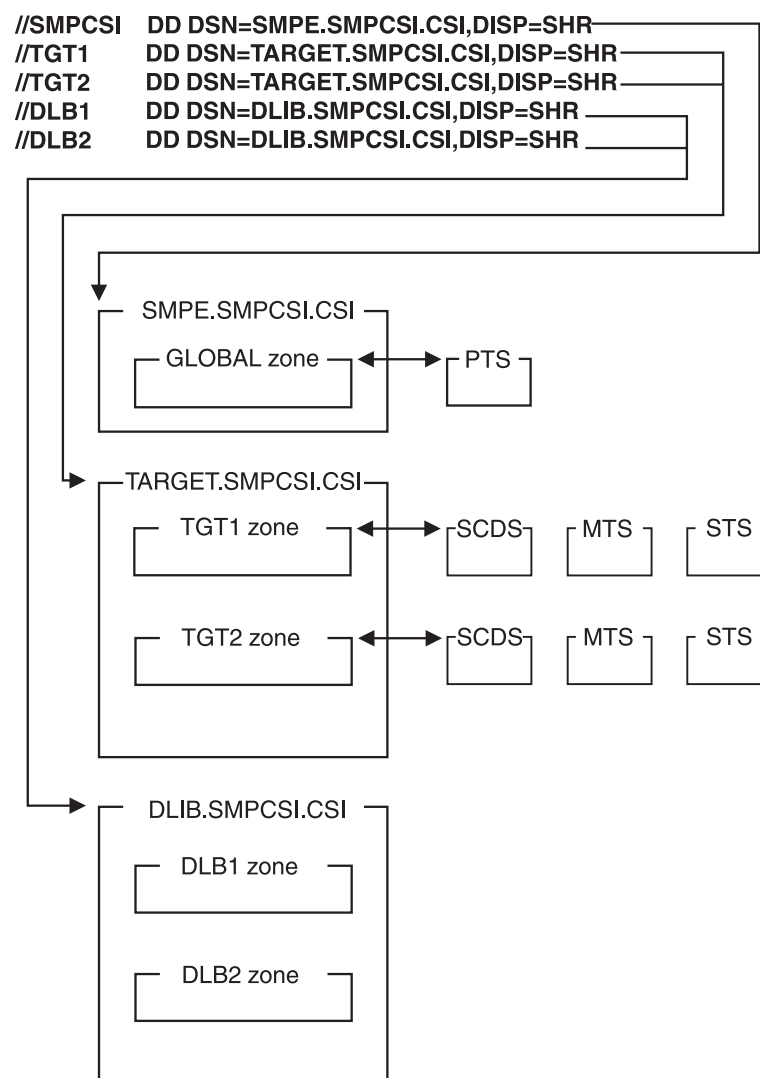 //SMPCSI DD DSN=SMPE.SMPCSI.CSI,DISP=SHR
//TGT1 DD DSN=TARGET.SMPCSI.CSI,DISP=SHR
//TGT2 DD DSN=TARGET.SMPCSI.CSI,DISP=SHR
//DLB1 DD DSN=DLIB.SMPCSI.CSI,DISP=SHR
//DLB2 DD DSN=DLIB.SMPCSI.CSI,DISP=SHR
SMPE.SMPCSI.CSI
GLOBAL zone PTS
TARGET.SMPCSI.CSI
TGT1 zone SCDS MTS STS
TGT2 zone SCDS MTS STS
DLIB.SMPCSI.CSI
DLB1 zone
DLB2 zone